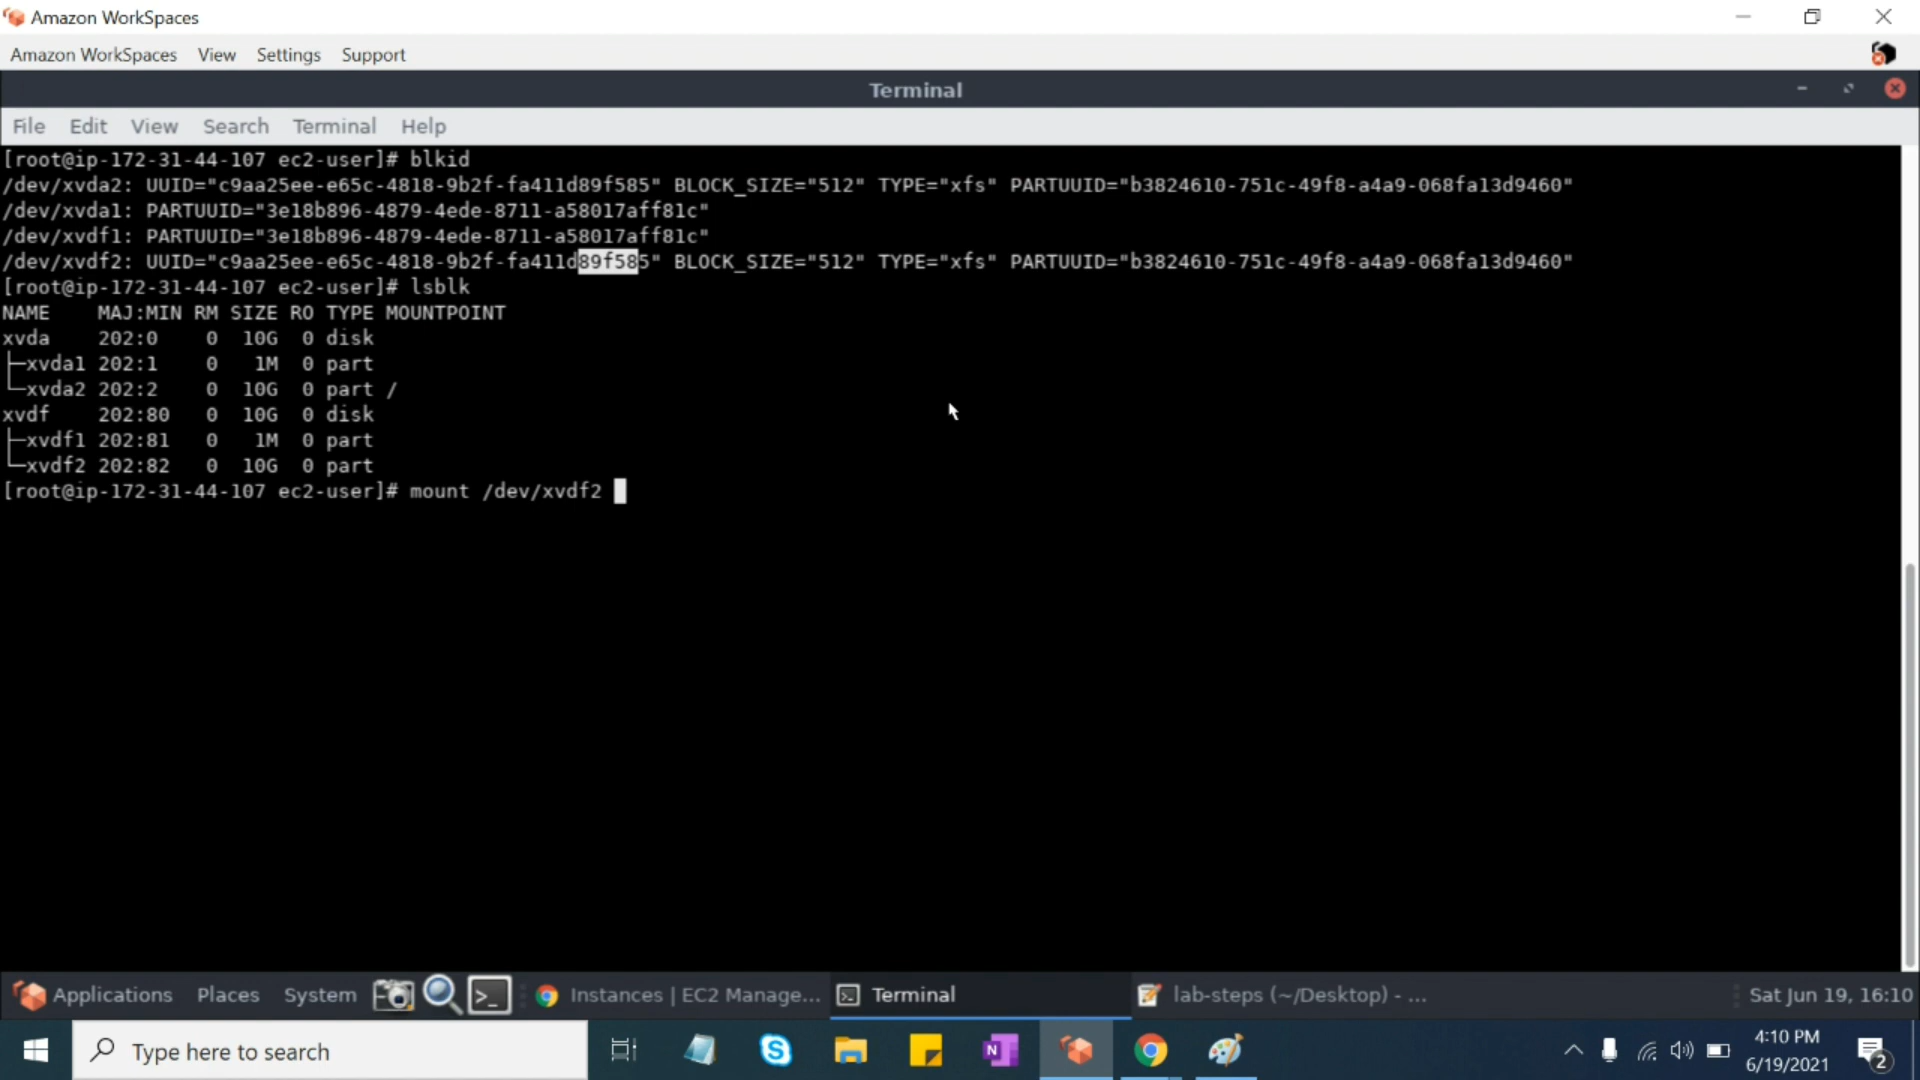 Amazon WorkSpaces
Amazon WorkSpaces View Settings Support
Terminal
File Edit View Search Terminal Help
[root@ip-172-31-44-107 ec2-user]# blkid
/dev/xvda2: UUID="c9aa25ee-e65c-4818-9b2f-fa411d89f585" BLOCK_SIZE="512" TYPE="xfs" PARTUUID="b3824610-751c-49f8-a4a9-068fa13d9460"
/dev/xvda1: PARTUUID="3e18b896-4879-4ede-8711-a58017aff81c"
/dev/xvdf1: PARTUUID="3e18b896-4879-4ede-8711-a58017aff81c"
/dev/xvdf2: UUID="c9aa25ee-e65c-4818-9b2f-fa411d89f585" BLOCK_SIZE="512" TYPE="xfs" PARTUUID="b3824610-751c-49f8-a4a9-068fa13d9460"
[root@ip-172-31-44-107 ec2-user]# lsblk
NAME MAJ:MIN RM SIZE RO TYPE MOUNTPOINT
xvda 202:0 0 10G 0 disk
├─xvda1 202:1 0 1M 0 part
└─xvda2 202:2 0 10G 0 part /
xvdf 202:80 0 10G 0 disk
├─xvdf1 202:81 0 1M 0 part
└─xvdf2 202:82 0 10G 0 part
[root@ip-172-31-44-107 ec2-user]# mount /dev/xvdf2
Applications Places System Instances | EC2 Manage... Terminal lab-steps (~/Desktop) - ... Sat Jun 19, 16:10
Type here to search
4:10 PM
6/19/2021
2